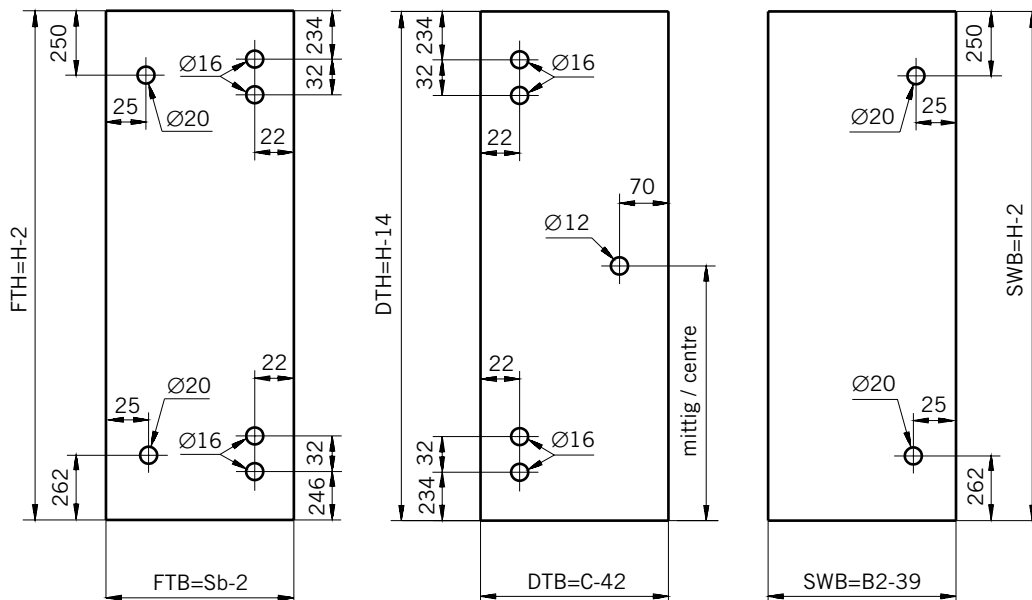 250
25
Ø20
Ø16
234
32
22
FTH=H-2
22
Ø20
25
Ø16
262
32
246
FTB=Sb-2
234
32
Ø16
22
70
Ø12
DTH=H-14
mittig / centre
22
Ø16
32
234
DTB=C-42
250
25
Ø20
SWB=H-2
Ø20
25
262
SWB=B2-39